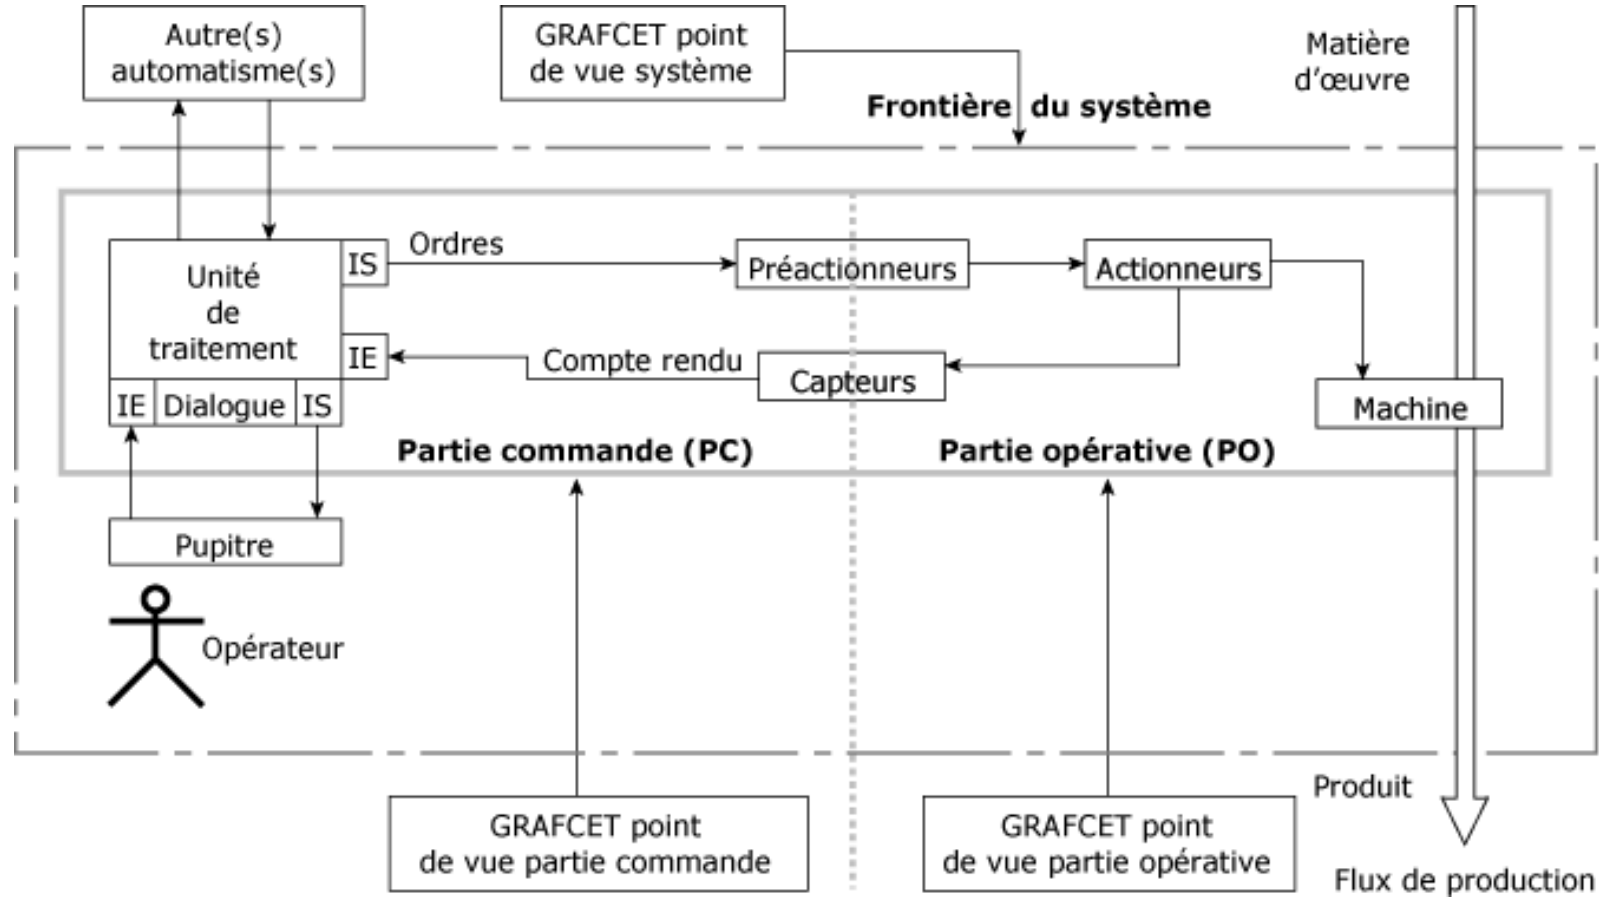 Autre(s)
automatisme(s)
GRAFCET point
de vue système
Matière
d'œuvre
Frontière du système
Unité
de
traitement
IS
Ordres
Préactionneurs
Actionneurs
IE
Compte rendu
Capteurs
Machine
IE
Dialogue
IS
Partie commande (PC)
Partie opérative (PO)
Pupitre
Opérateur
GRAFCET point
de vue partie commande
GRAFCET point
de vue partie opérative
Produit
Flux de production